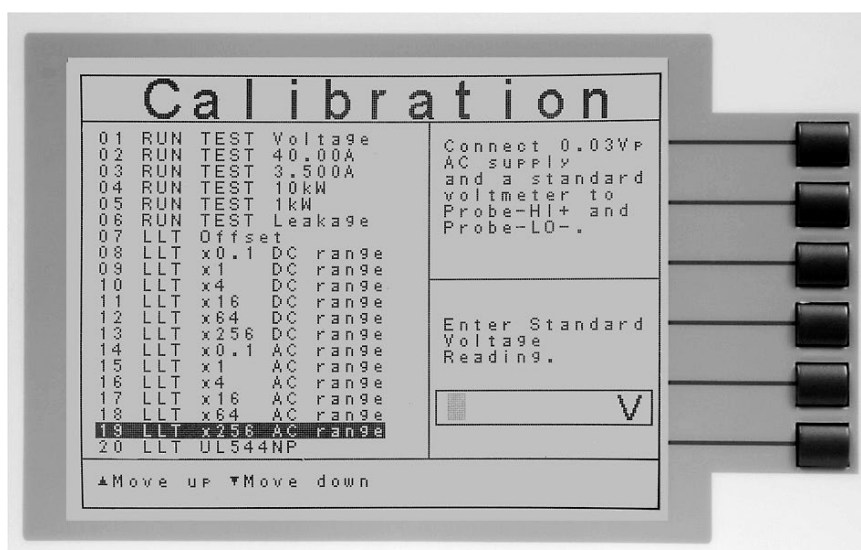 Calibration
01 RUN TEST Voltage
02 RUN TEST 40.00A
03 RUN TEST 3.500A
04 RUN TEST 10kW
05 RUN TEST 1kW
06 RUN TEST Leakage
07 LLT Offset
08 LLT x0.1 DC range
09 LLT x1 DC range
10 LLT x4 DC range
11 LLT x16 DC range
12 LLT x64 DC range
13 LLT x256 DC range
14 LLT x0.1 AC range
15 LLT x1 AC range
16 LLT x4 AC range
17 LLT x16 AC range
18 LLT x64 AC range
19 LLT x256 AC range
20 LLT UL544NP
Connect 0.03Vp
AC supply
and a standard
voltmeter to
Probe-HI+ and
Probe-LO-.
Enter Standard
Voltage
Reading.
V
▲Move up ▼Move down